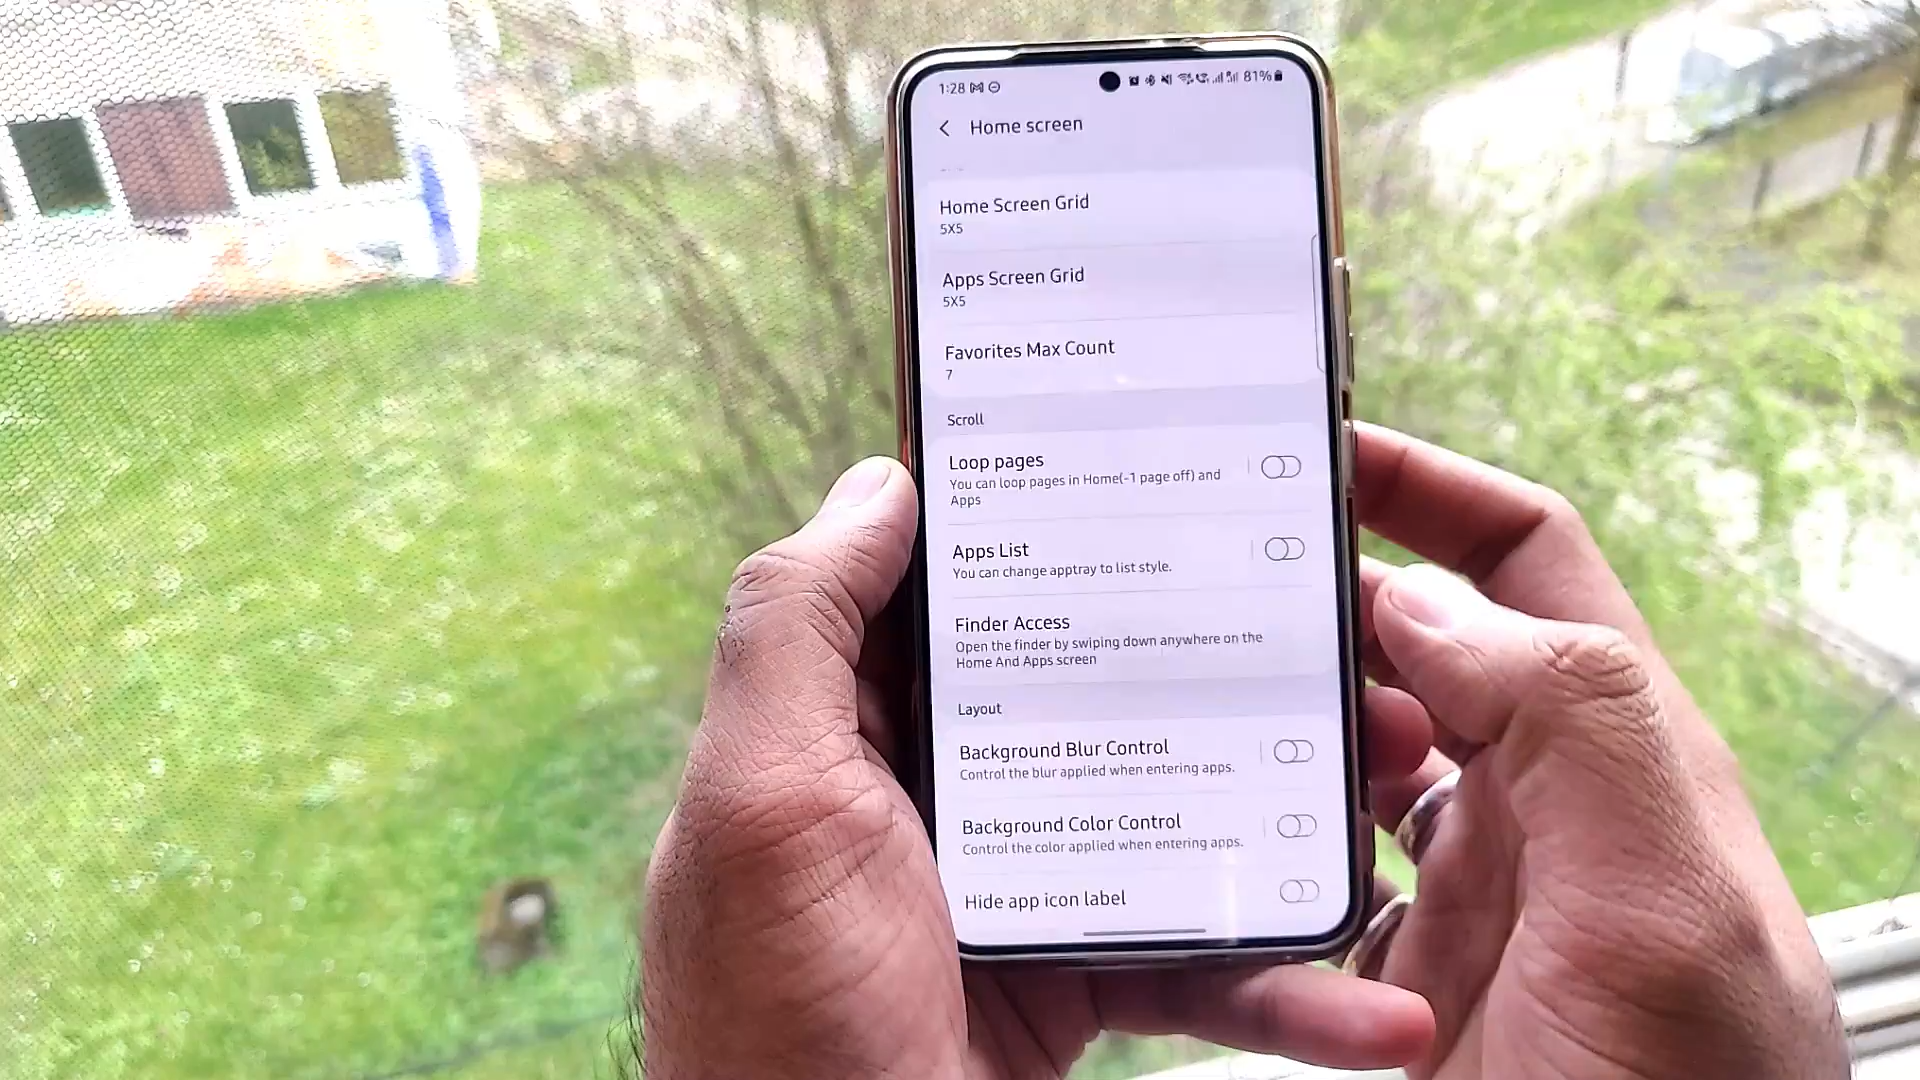 1:28 81%
Home screen
Home Screen Grid
5X5
Apps Screen Grid
5X5
Favorites Max Count
7
Scroll
Loop pages
You can loop pages in Home(-1 page off) and
Apps
Apps List
You can change apptray to list style.
Finder Access
Open the finder by swiping down anywhere on the
Home And Apps screen
Layout
Background Blur Control
Control the blur applied when entering apps.
Background Color Control
Control the color applied when entering apps.
Hide app icon label